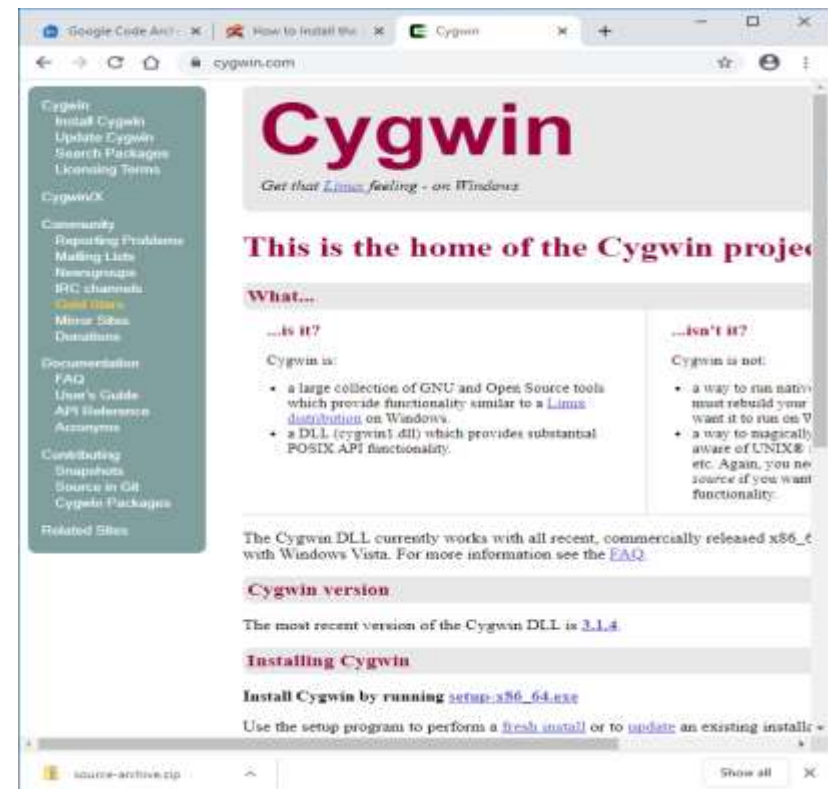 Google Code Arch
How to Install the
Cygwin
cygwin.com
Cygwin
Install Cygwin
Update Cygwin
Search Packages
Licensing Terms
Cygwin/X
Community
Reporting Problems
Mailing Lists
Newsgroups
IRC channels
Gold Stars
Mirror Sites
Donations
Documentation
FAQ
User's Guide
API Reference
Acronyms
Contributing
Snapshots
Source in Git
Cygwin Packages
Related Sites
Cygwin
Get that Linux feeling - on Windows
This is the home of the Cygwin projec
What...
...is it?
Cygwin is:
• a large collection of GNU and Open Source tools
which provide functionality similar to a Linux
distribution on Windows.
• a DLL (cygwin1.dll) which provides substantial
POSIX API functionality.
...isn't it?
Cygwin is not:
• a way to run nativ
must rebuild your
want it to run on
• a way to magically
aware of UNIX®
etc. Again, you ne
source if you want
functionality.
The Cygwin DLL currently works with all recent, commercially released x86_6
with Windows Vista. For more information see the FAQ.
Cygwin version
The most recent version of the Cygwin DLL is 3.1.4.
Installing Cygwin
Install Cygwin by running setup-x86_64.exe
Use the setup program to perform a fresh install or to update an existing installa
source-archive.zip
Show all